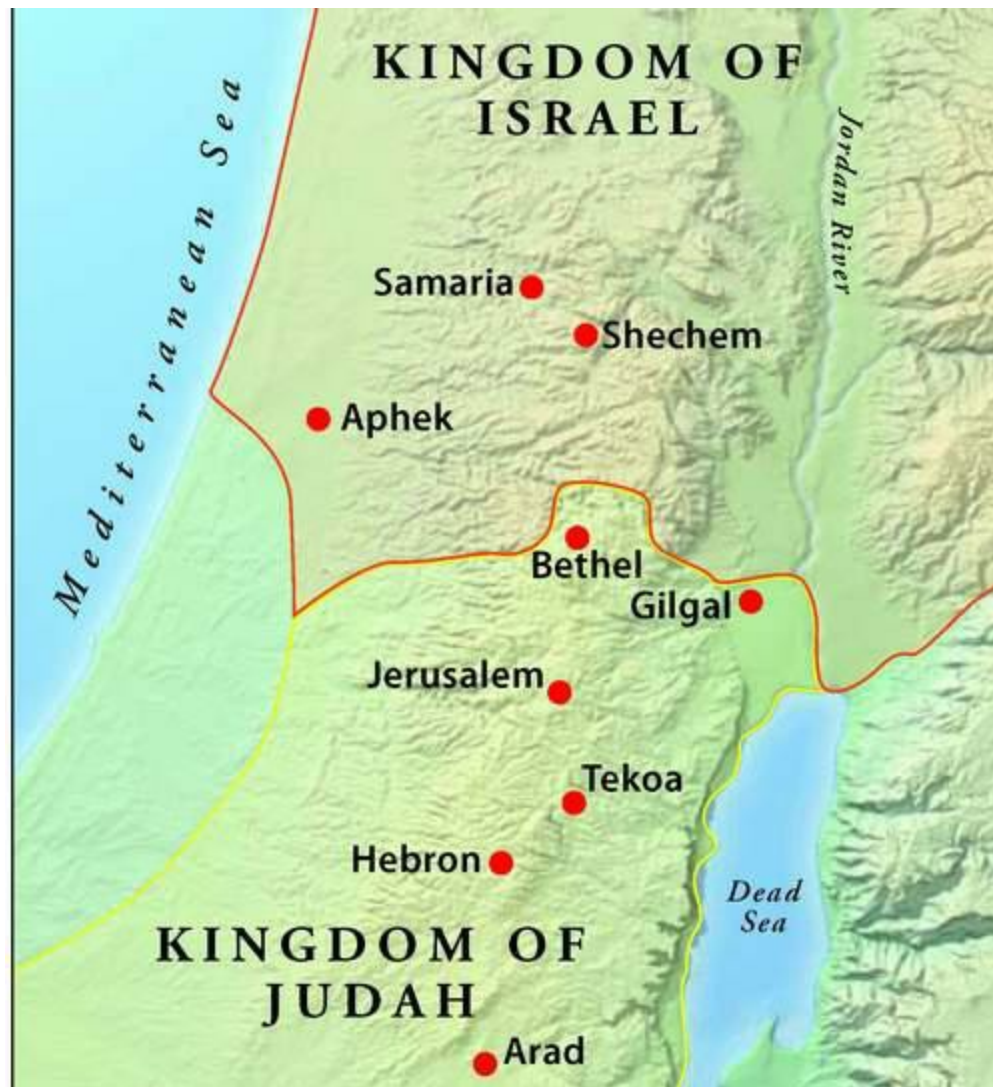 KINGDOM OF
ISRAEL
Mediterranean Sea
Jordan River
Samaria
Shechem
Aphek
Bethel
Gilgal
Jerusalem
Tekoa
Hebron
Dead
Sea
KINGDOM OF
JUDAH
Arad